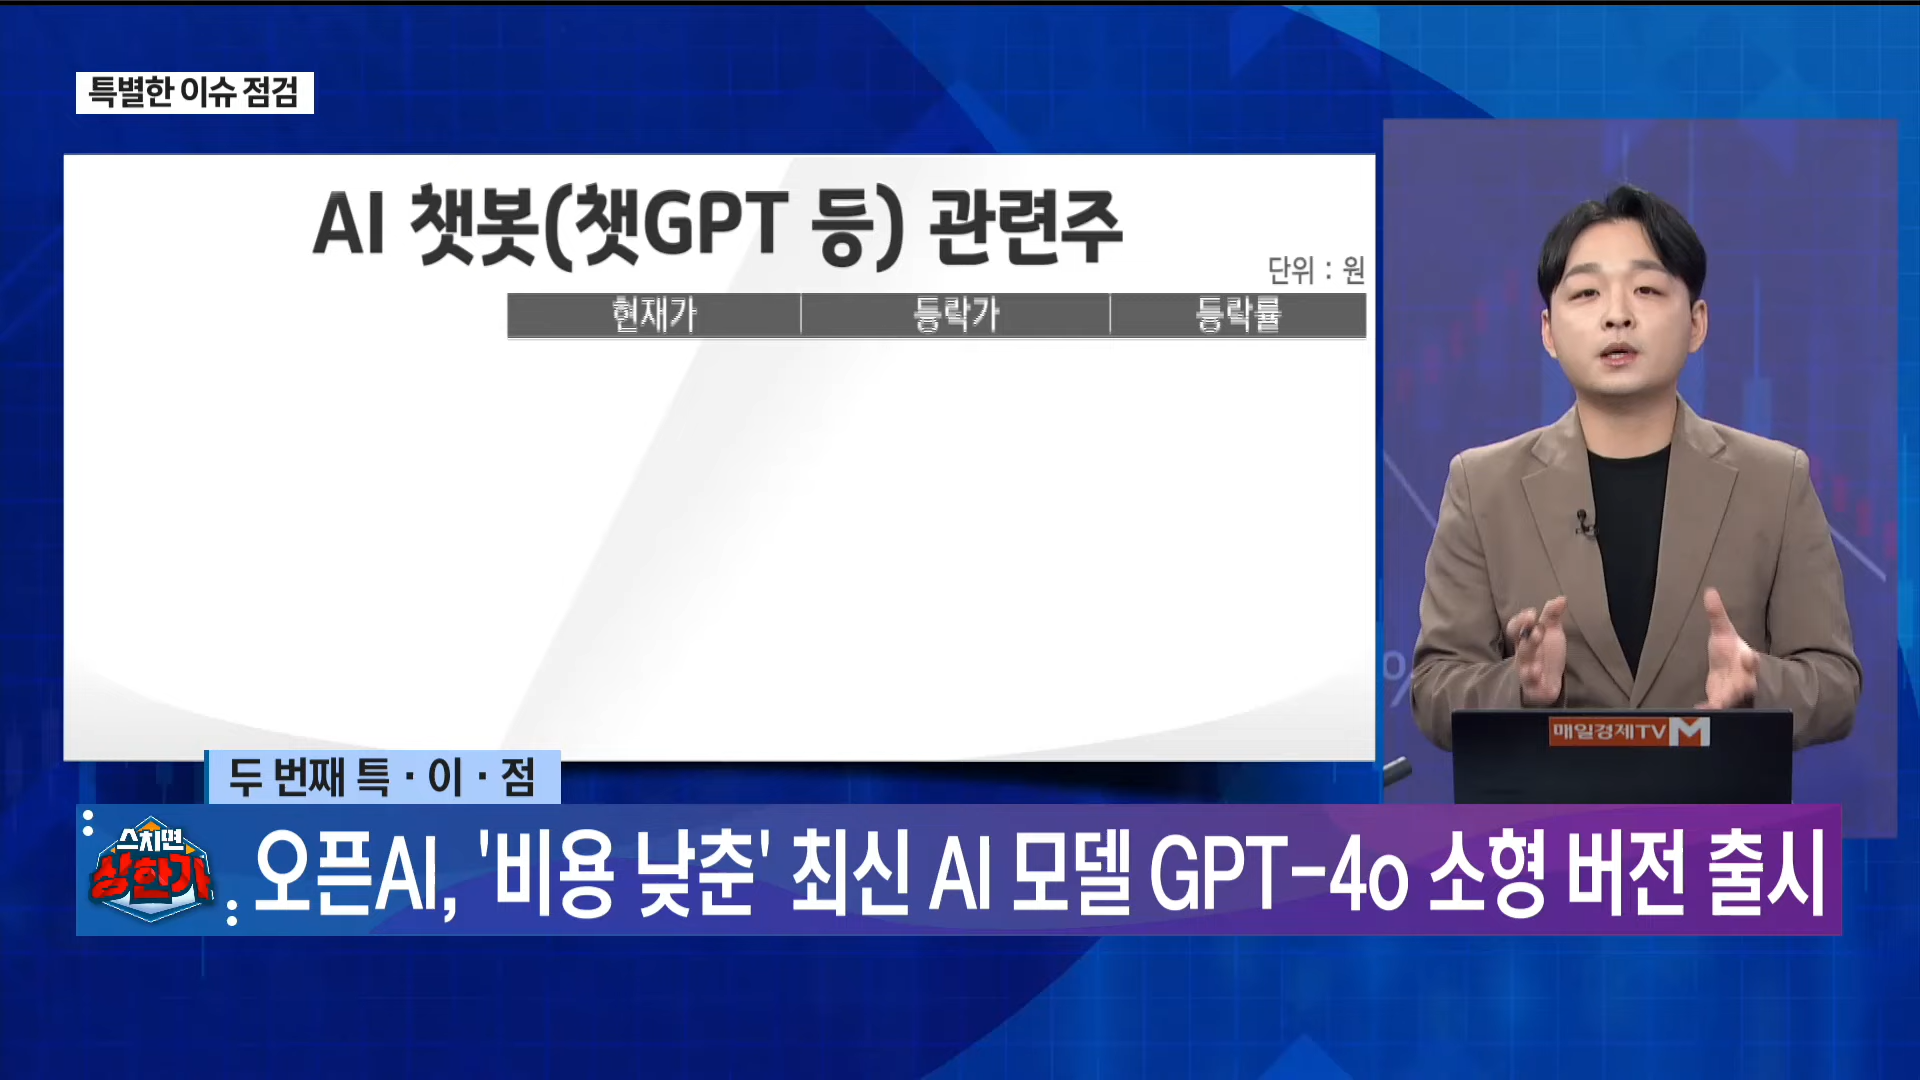 특별한 이슈 점검
AI 챗봇(챗GPT 등) 관련주
단위 : 원
현재가 등락가 등락률
%
매일경제TV M
두 번째 특·이·점
스치면
상한가
오픈AI, '비용 낮춘' 최신 AI 모델 GPT-4o 소형 버전 출시